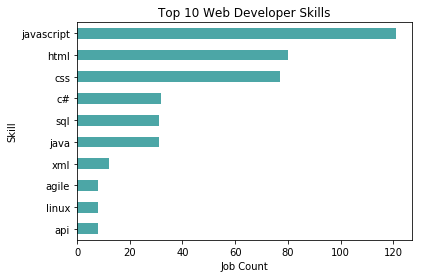 Top 10 Web Developer Skills
javascript
html
css
c#
sql
java
xml
agile
linux
api
Skill
0 20 40 60 80 100 120
Job Count